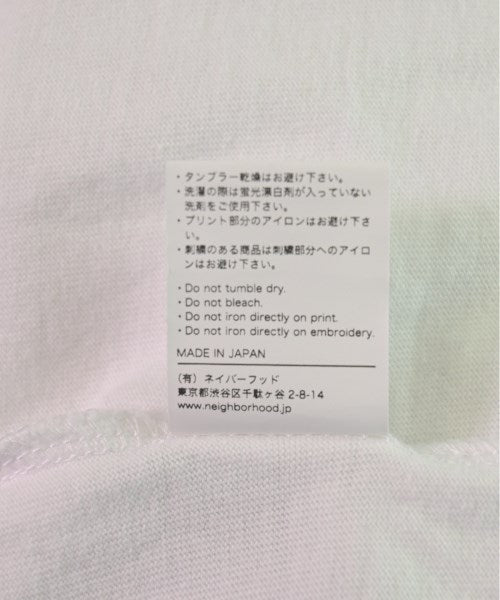 ・タンブラー乾燥はお避け下さい。
・洗濯の際は蛍光漂白剤が入っていない
洗剤をご使用下さい。
・プリント部分のアイロンはお避け下さ
い。
・刺繍のある商品は刺繍部分へのアイロ
ンはお避け下さい。
・Do not tumble dry.
・Do not bleach.
・Do not iron directly on print.
・Do not iron directly on embroidery.
MADE IN JAPAN
（有）ネイバーフッド
東京都渋谷区千駄ヶ谷 2-8-14
www.neighborhood.jp